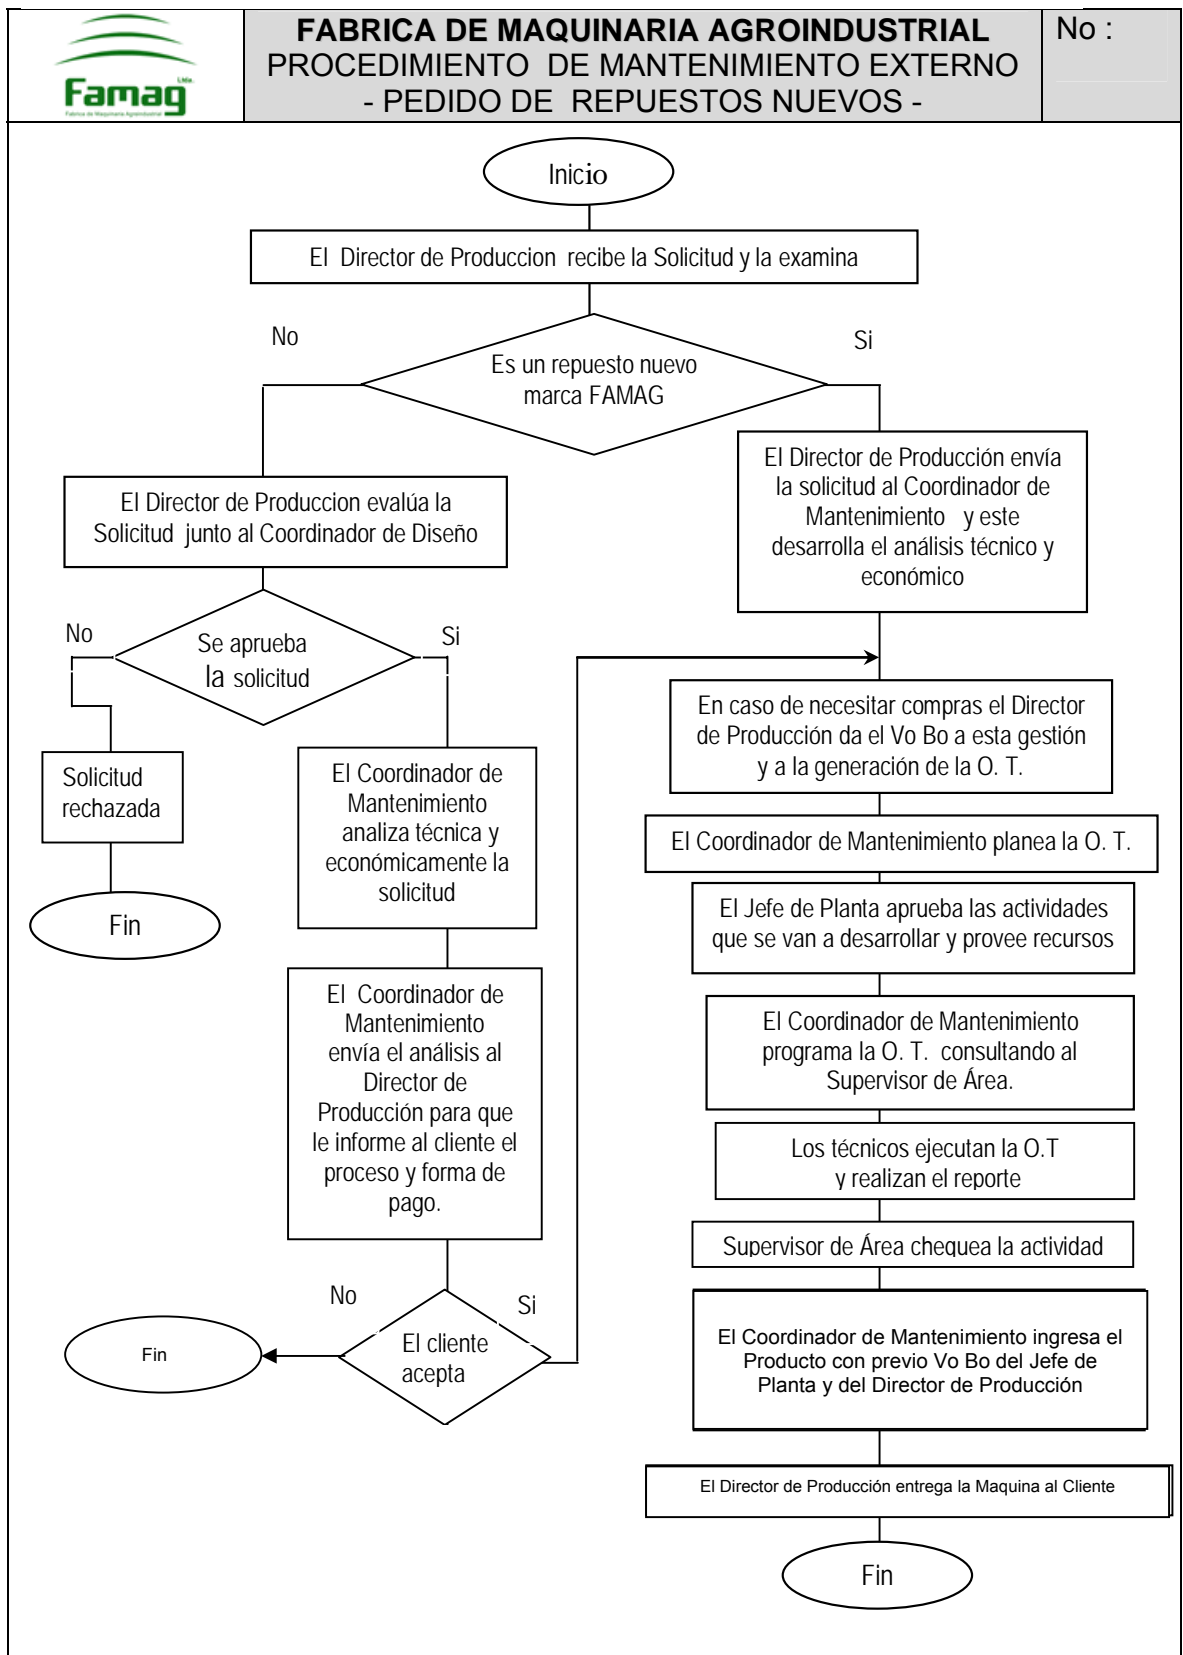 Famag
Ltda.
Fabrica de Maquinaria Agroindustrial
FABRICA DE MAQUINARIA AGROINDUSTRIAL
PROCEDIMIENTO DE MANTENIMIENTO EXTERNO
- PEDIDO DE REPUESTOS NUEVOS -
No :
Inicio
El Director de Produccion recibe la Solicitud y la examina
No
Si
Es un repuesto nuevo
marca FAMAG
El Director de Produccion evalúa la
Solicitud junto al Coordinador de Diseño
El Director de Producción envía
la solicitud al Coordinador de
Mantenimiento y este
desarrolla el análisis técnico y
económico
No
Si
Se aprueba
la solicitud
Solicitud
rechazada
Fin
El Coordinador de
Mantenimiento
analiza técnica y
económicamente la
solicitud
El Coordinador de
Mantenimiento
envía el análisis al
Director de
Producción para que
le informe al cliente el
proceso y forma de
pago.
No
Si
El cliente
acepta
Fin
En caso de necesitar compras el Director
de Producción da el Vo Bo a esta gestión
y a la generación de la O. T.
El Coordinador de Mantenimiento planea la O. T.
El Jefe de Planta aprueba las actividades
que se van a desarrollar y provee recursos
El Coordinador de Mantenimiento
programa la O. T. consultando al
Supervisor de Área.
Los técnicos ejecutan la O.T
y realizan el reporte
Supervisor de Área chequea la actividad
El Coordinador de Mantenimiento ingresa el
Producto con previo Vo Bo del Jefe de
Planta y del Director de Producción
El Director de Producción entrega la Maquina al Cliente
Fin